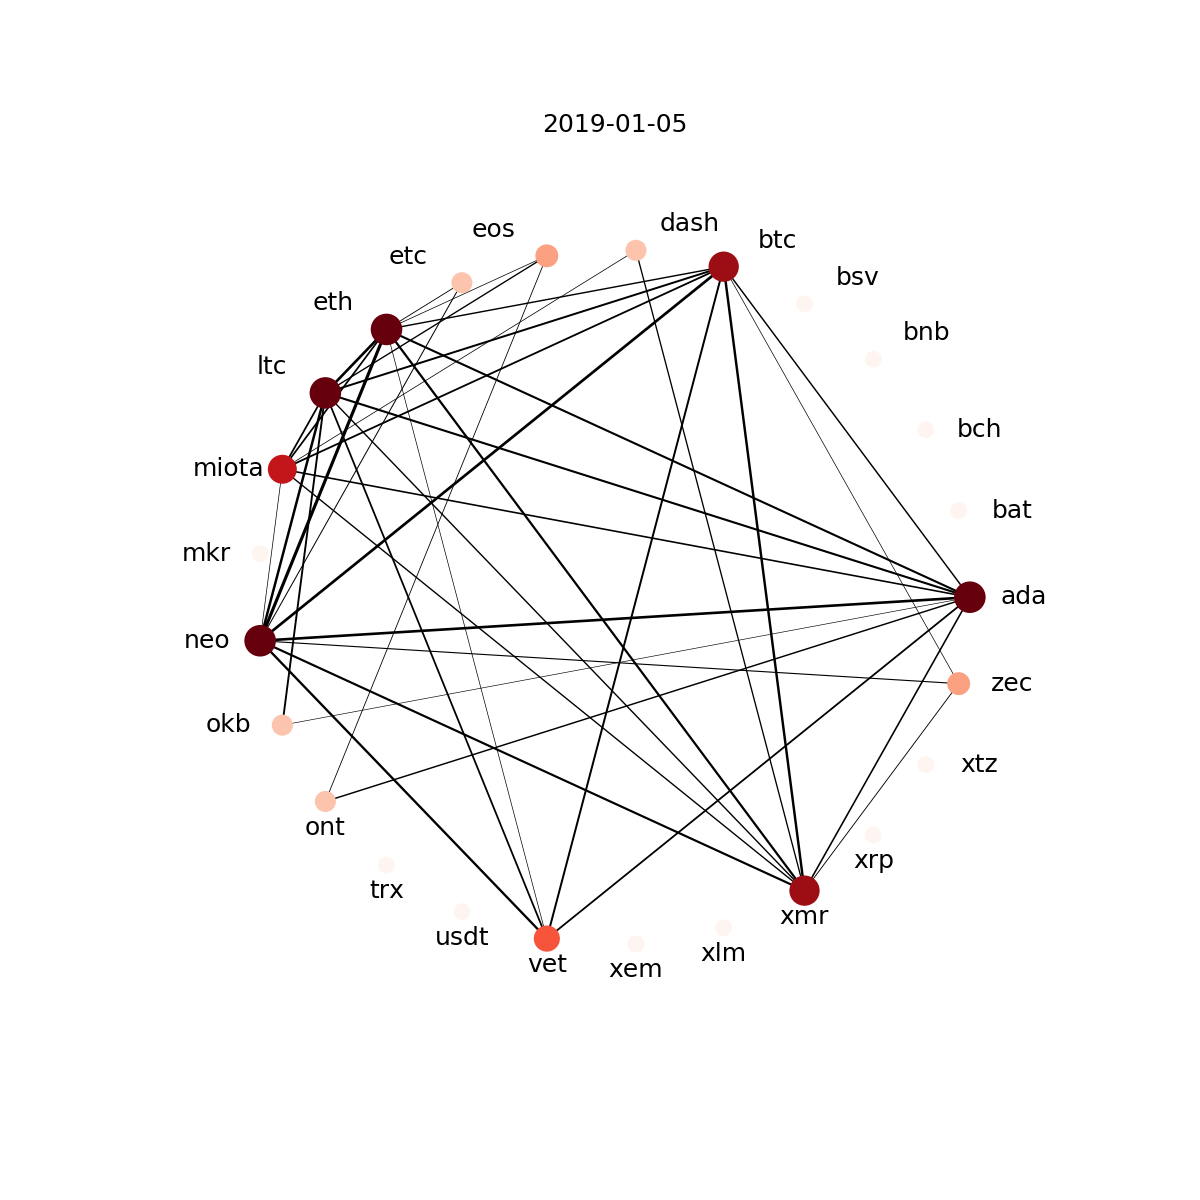 2019-01-05
dash
eos
btc
etc
bsv
eth
bnb
ltc
bch
miota
bat
mkr
ada
neo
zec
okb
xtz
ont
xrp
trx
xmr
usdt
xlm
vet
xem